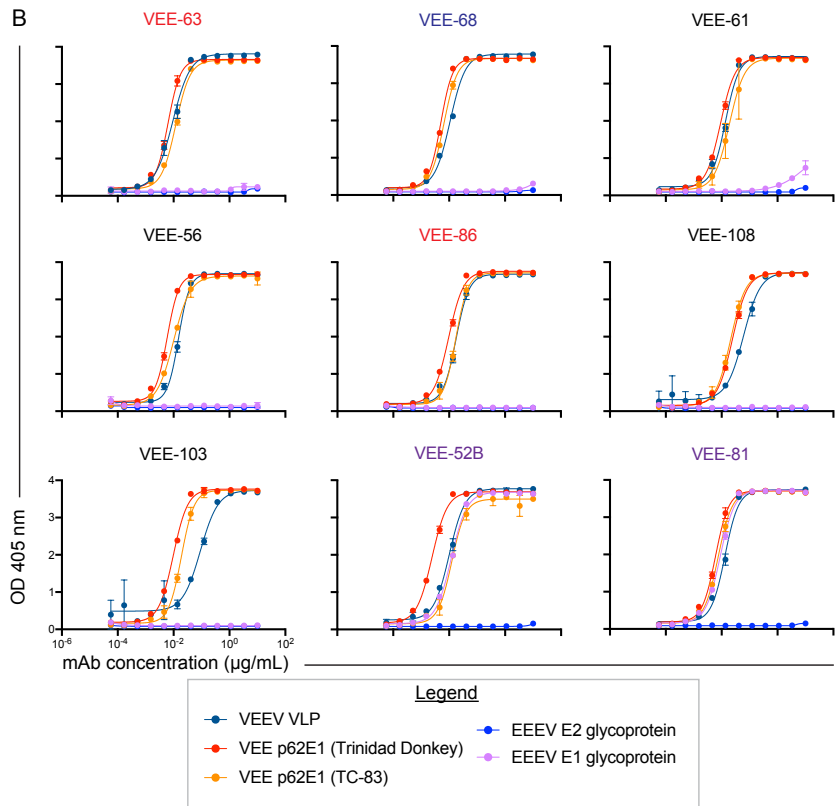 B
VEE-63
VEE-68
VEE-61
VEE-56
VEE-86
VEE-108
VEE-103
VEE-52B
VEE-81
OD 405 nm
4
3
2
1
0
10-6
10-4
10-2
100
102
mAb concentration (µg/mL)
Legend
VEEV VLP
VEE p62E1 (Trinidad Donkey)
VEE p62E1 (TC-83)
EEEV E2 glycoprotein
EEEV E1 glycoprotein